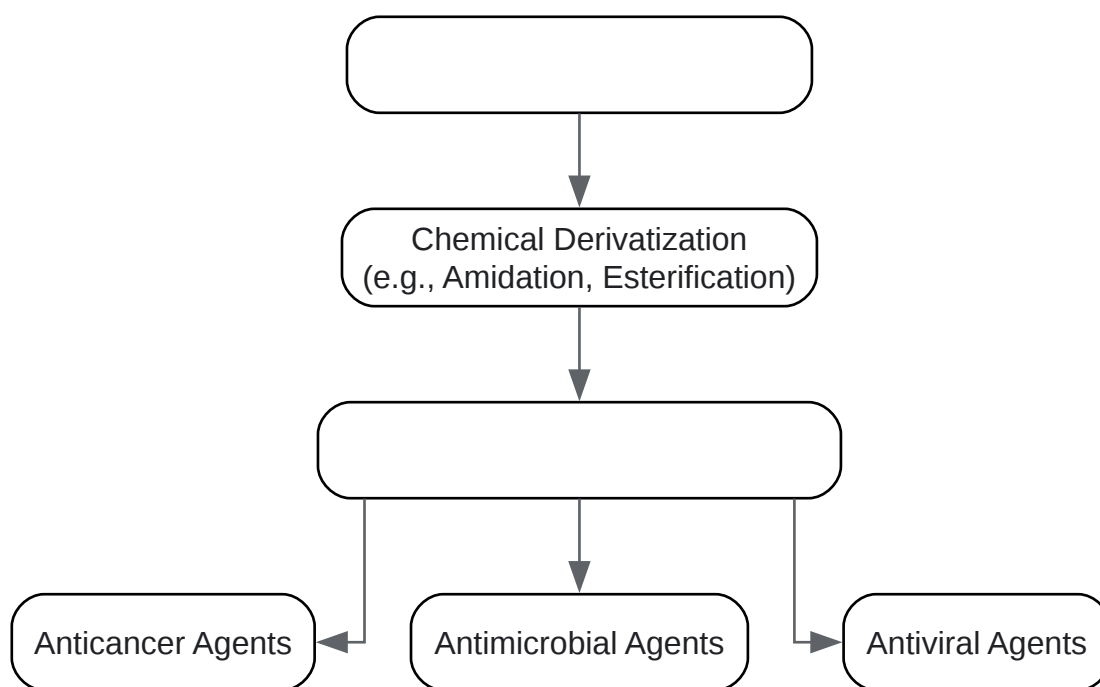 Chemical Derivatization
(e.g., Amidation, Esterification)
Anticancer Agents
Antimicrobial Agents
Antiviral Agents